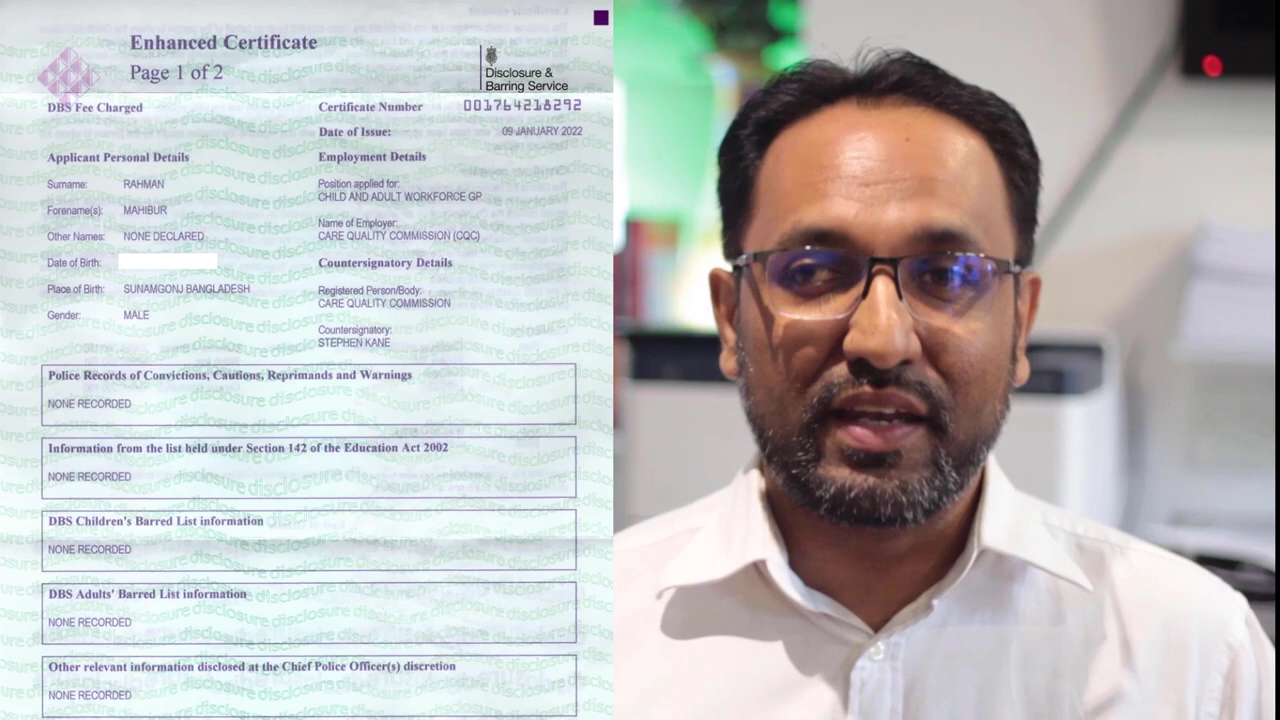 Enhanced Certificate
Page 1 of 2
Disclosure &
Barring Service
DBS Fee Charged
Certificate Number 001764218292
Date of Issue: 09 JANUARY 2022
Applicant Personal Details
Surname: RAHMAN
Forename(s): MAHIBUR
Other Names: NONE DECLARED
Date of Birth:
Place of Birth: SUNAMGONJ BANGLADESH
Gender: MALE
Employment Details
Position applied for:
CHILD AND ADULT WORKFORCE GP
Name of Employer:
CARE QUALITY COMMISSION (CQC)
Countersignatory Details
Registered Person/Body:
CARE QUALITY COMMISSION
Countersignatory:
STEPHEN KANE
Police Records of Convictions, Cautions, Reprimands and Warnings
NONE RECORDED
Information from the list held under Section 142 of the Education Act 2002
NONE RECORDED
DBS Children's Barred List information
NONE RECORDED
DBS Adults' Barred List information
NONE RECORDED
Other relevant information disclosed at the Chief Police Officer(s) discretion
NONE RECORDED